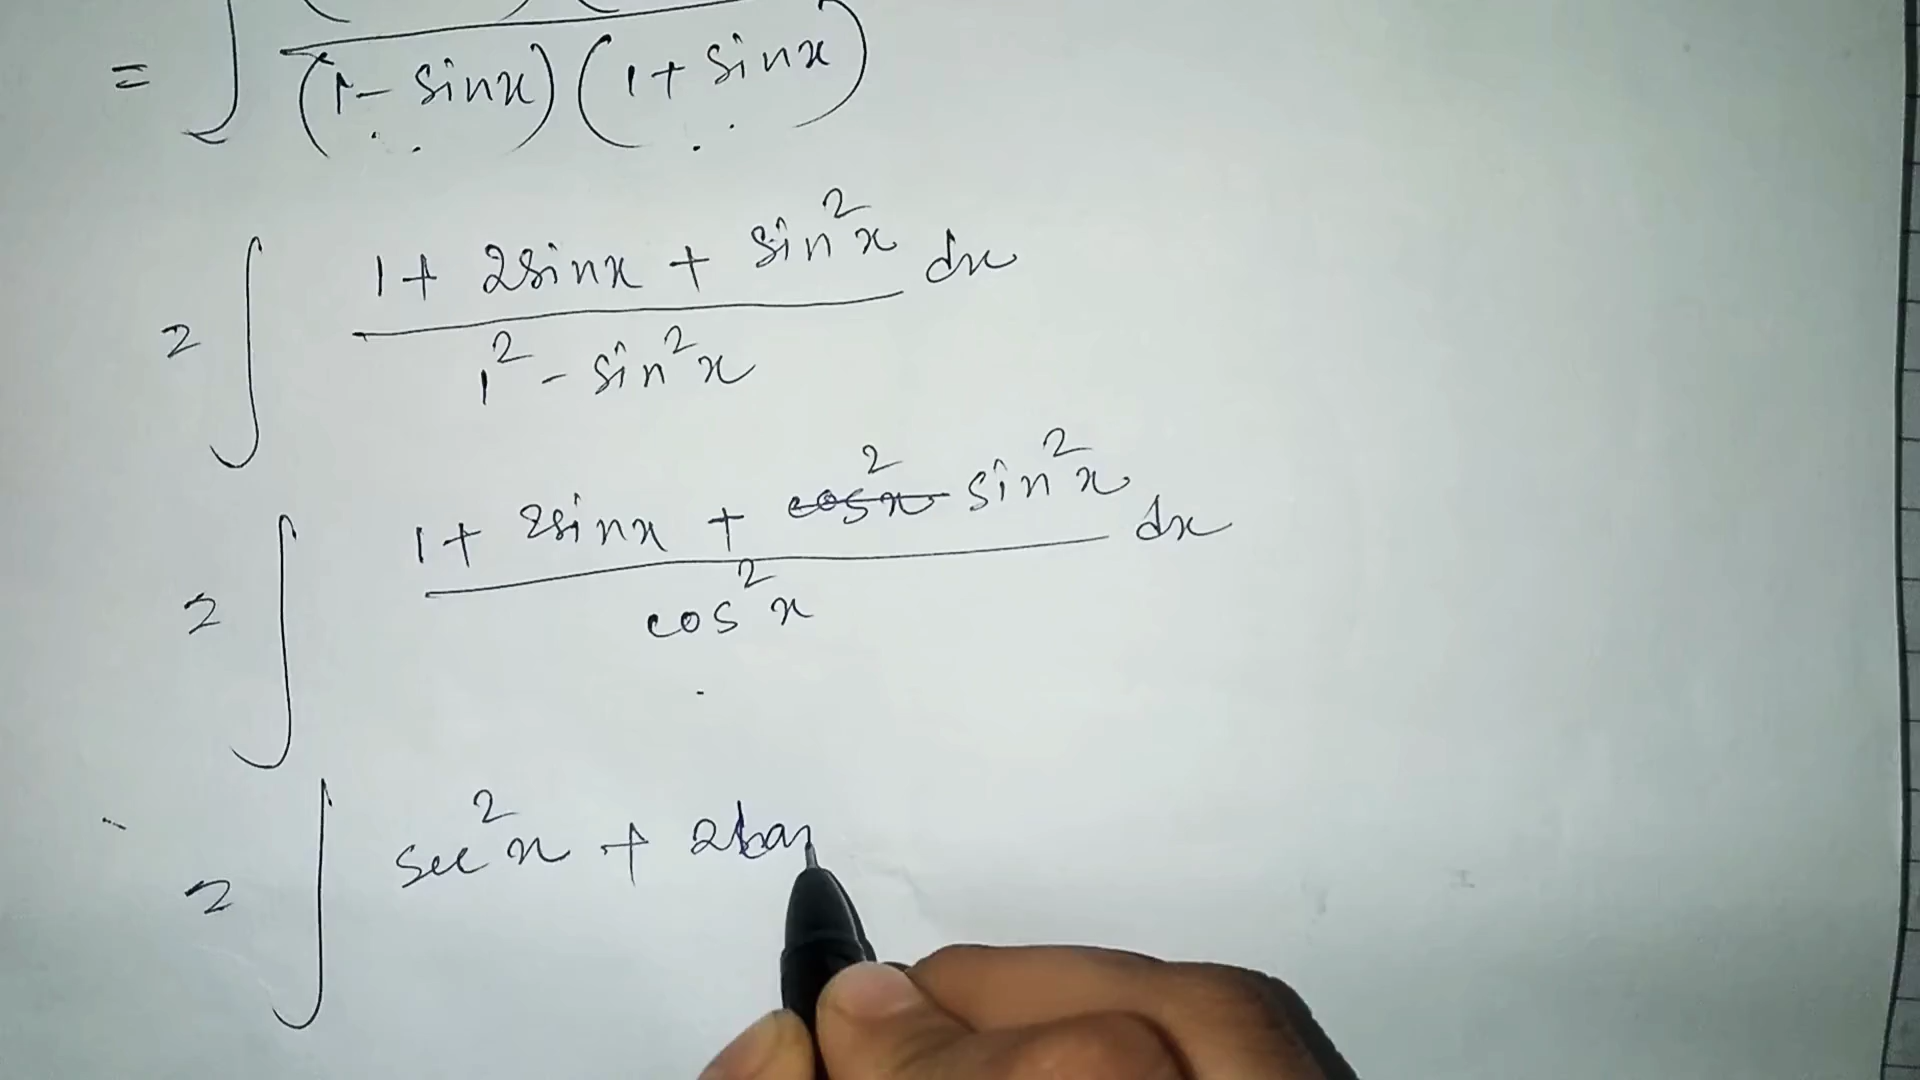 = ∫ / (1 - sinx) (1 + sinx)
= ∫ (1 + 2sinx + sin²x) / (1² - sin²x) dx
= ∫ (1 + 2sinx + cos²x sin²x) / (cos²x) dx
= ∫ sec²x + 2tan